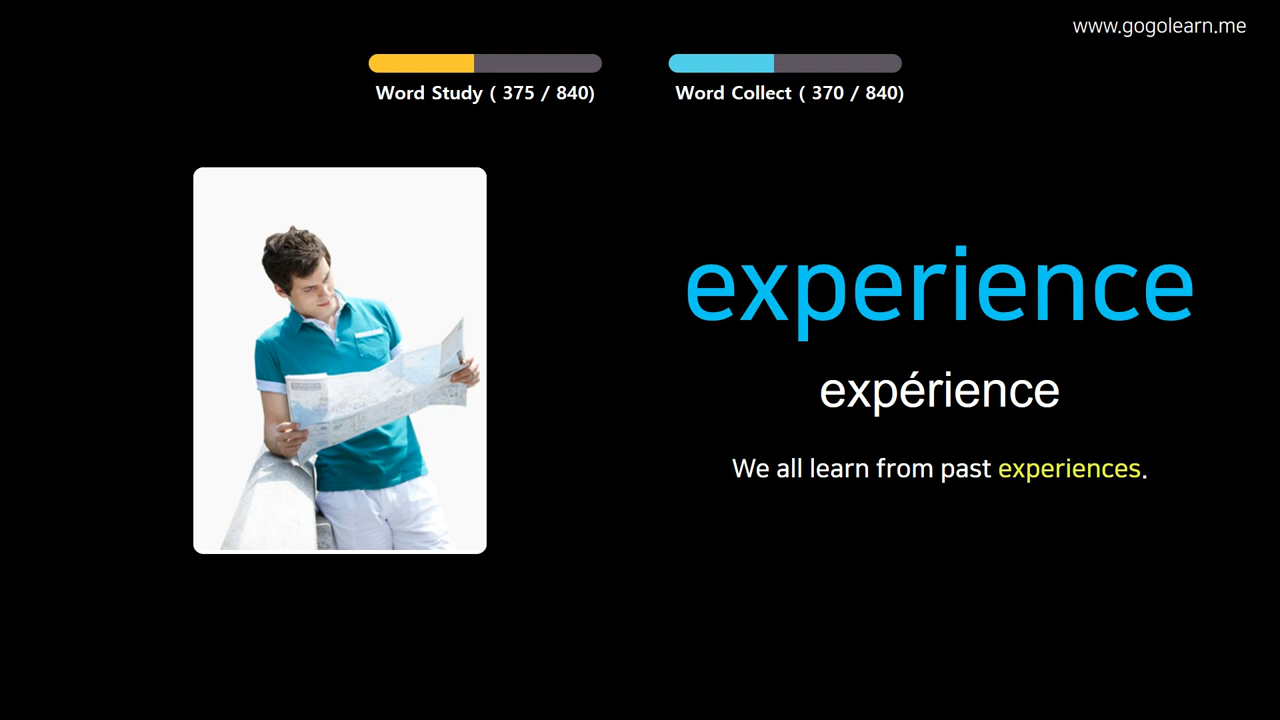 www.gogolearn.me
Word Study ( 375 / 840)
Word Collect ( 370 / 840)
experience
expérience
We all learn from past experiences.